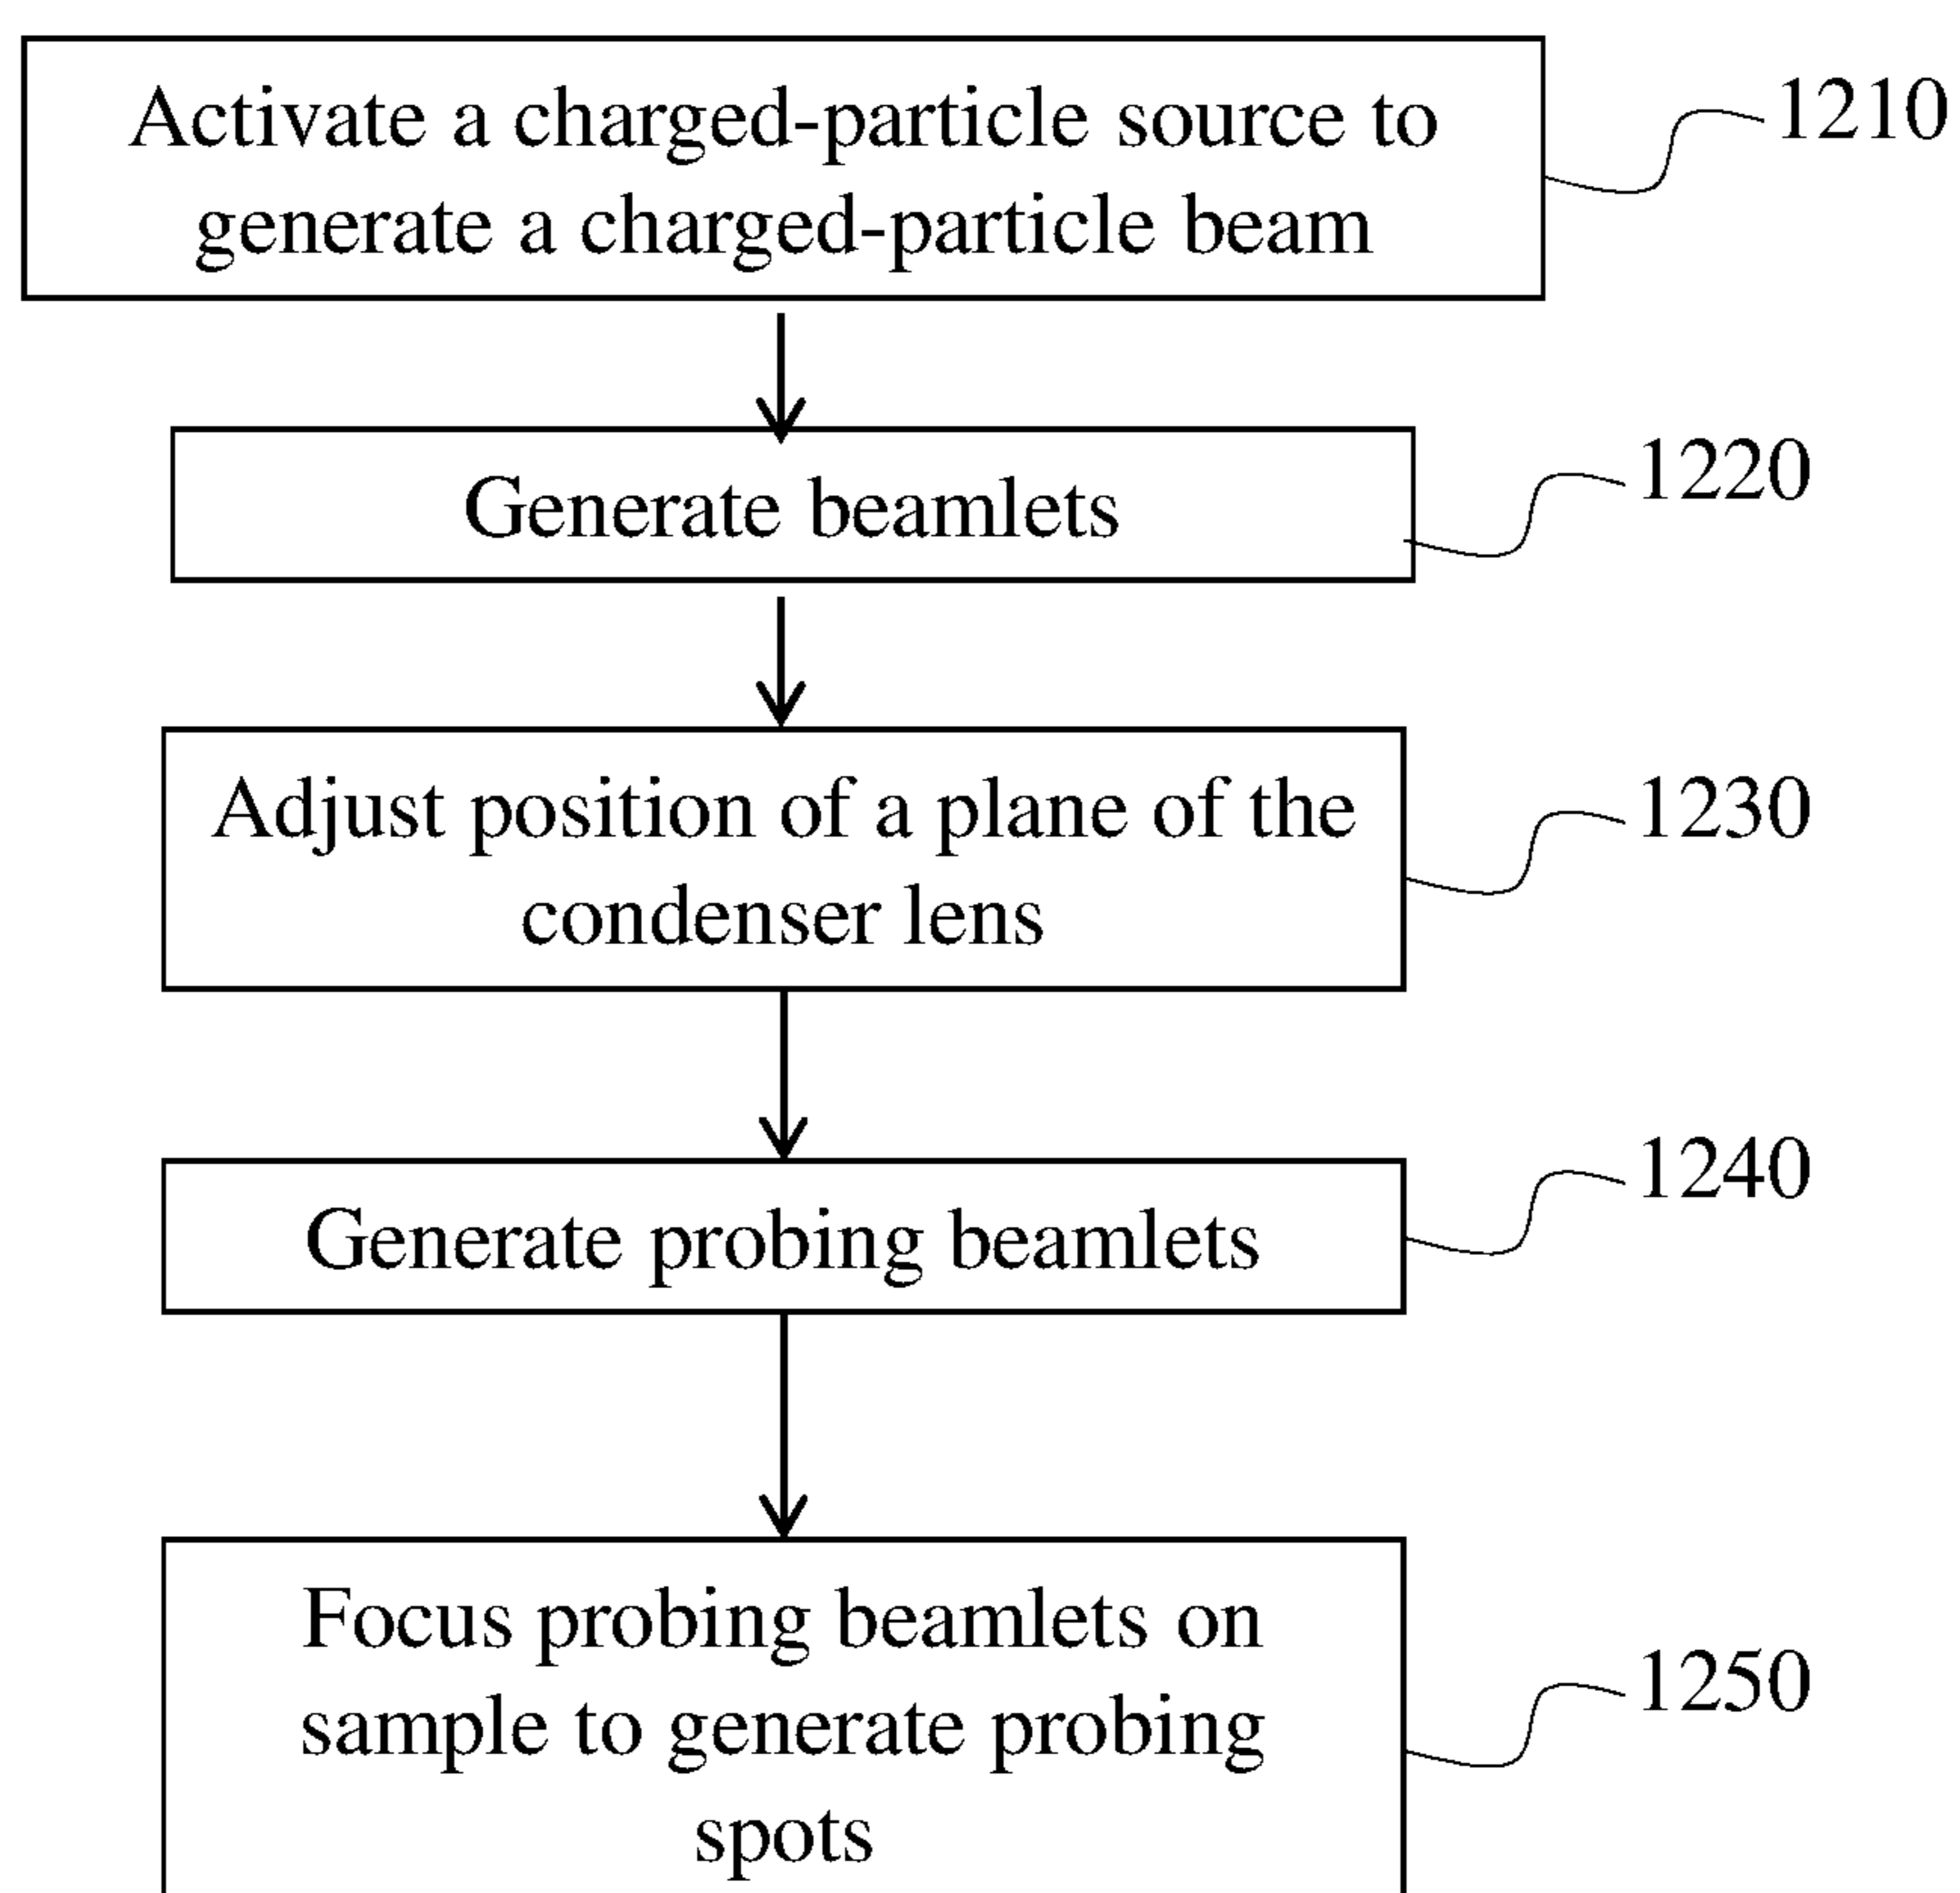 Activate a charged-particle source to
generate a charged-particle beam
1210
Generate beamlets
1220
Adjust position of a plane of the
condenser lens
1230
Generate probing beamlets
1240
Focus probing beamlets on
sample to generate probing
spots
1250